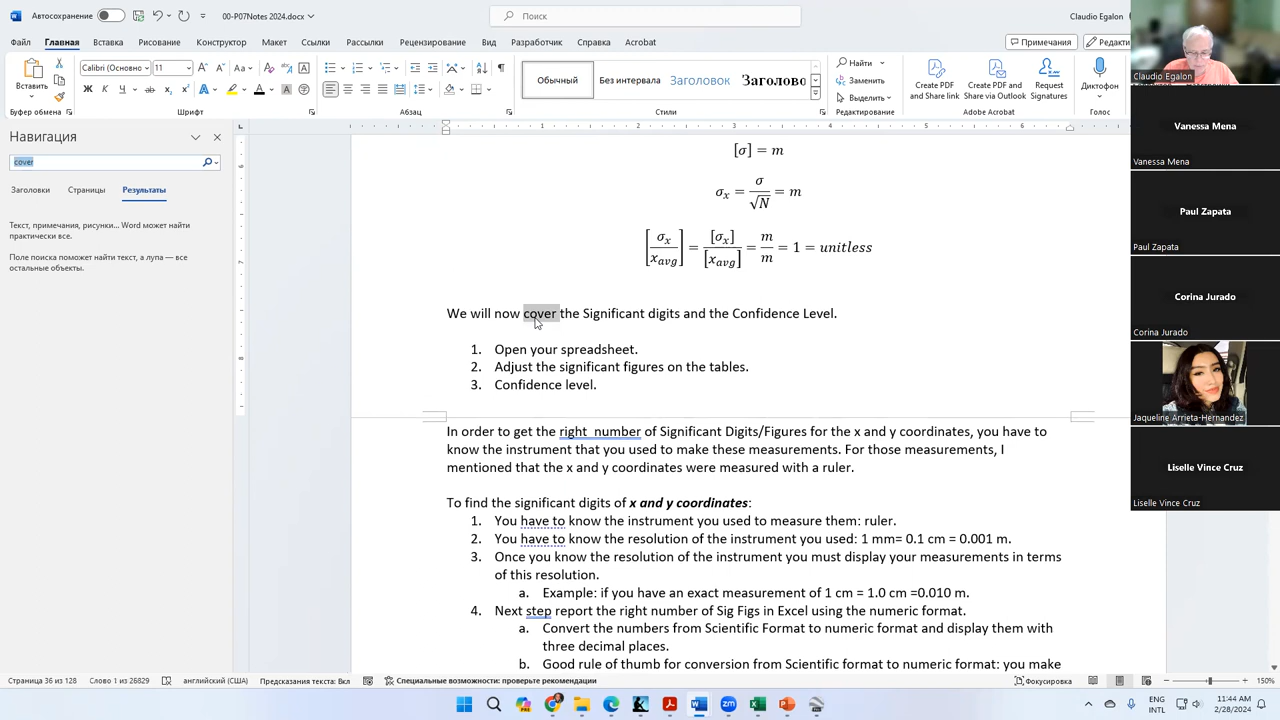 Автосохранение
00-P07Notes 2024.docx
Поиск
Claudio Egalon
Файл Главная Вставка Рисование Конструктор Макет Ссылки Рассылки Рецензирование Вид Разработчик Справка Acrobat
Примечания
Редакти
Вставить
Буфер обмена
Calibri (Основно
11
Шрифт
Абзац
Обычный
Без интервала
Заголовок
Заголово
Стили
Найти
Заменить
Выделить
Редактирование
Create PDF and Share link
Create PDF and Share via Outlook
Request Signatures
Adobe Acrobat
Диктофон
Голос
Навигация
cover
Заголовки Страницы Результаты
Текст, примечания, рисунки... Word может найти
практически все.
Поле поиска поможет найти текст, а лупа — все
остальные объекты.
[σ] = m
σx = σ/√N = m
[σx/xavg] = [σx]/[xavg] = m/m = 1 = unitless
We will now cover the Significant digits and the Confidence Level.
1. Open your spreadsheet.
2. Adjust the significant figures on the tables.
3. Confidence level.
In order to get the right number of Significant Digits/Figures for the x and y coordinates, you have to
know the instrument that you used to make these measurements. For those measurements, I
mentioned that the x and y coordinates were measured with a ruler.
To find the significant digits of x and y coordinates:
1. You have to know the instrument you used to measure them: ruler.
2. You have to know the resolution of the instrument you used: 1 mm= 0.1 cm = 0.001 m.
3. Once you know the resolution of the instrument you must display your measurements in terms
of this resolution.
a. Example: if you have an exact measurement of 1 cm = 1.0 cm =0.010 m.
4. Next step report the right number of Sig Figs in Excel using the numeric format.
a. Convert the numbers from Scientific Format to numeric format and display them with
three decimal places.
b. Good rule of thumb for conversion from Scientific format to numeric format: you make
Claudio Egalon
Vanessa Mena
Vanessa Mena
Paul Zapata
Paul Zapata
Corina Jurado
Corina Jurado
Jaqueline Arrieta-Hernandez
Liselle Vince Cruz
Liselle Vince Cruz
Страница 36 из 128 Слово 1 из 26829 английский (США) Предсказания текста: Вкл Специальные возможности: проверьте рекомендации
Фокусировка
150%
ENG
INTL
11:44 AM
2/28/2024